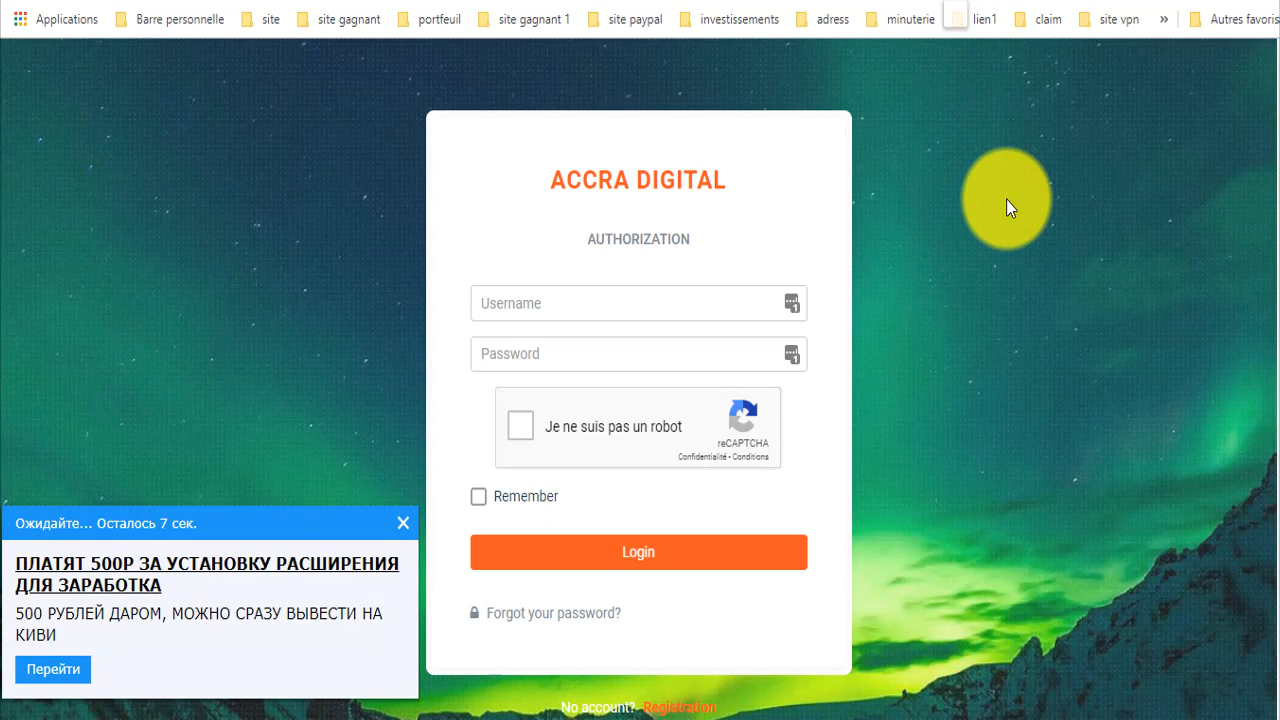 Applications Barre personnelle site site gagnant portfeuil site gagnant 1 site paypal investissements adress minuterie lien1 claim site vpn » Autres favoris
ACCRA DIGITAL
AUTHORIZATION
Username
Password
Je ne suis pas un robot
reCAPTCHA
Confidentialité - Conditions
Remember
Login
Forgot your password?
No account? Registration
Ожидайте... Осталось 7 сек.
ПЛАТЯТ 500Р ЗА УСТАНОВКУ РАСШИРЕНИЯ
ДЛЯ ЗАРАБОТКА
500 РУБЛЕЙ ДАРОМ, МОЖНО СРАЗУ ВЫВЕСТИ НА
КИВИ
Перейти